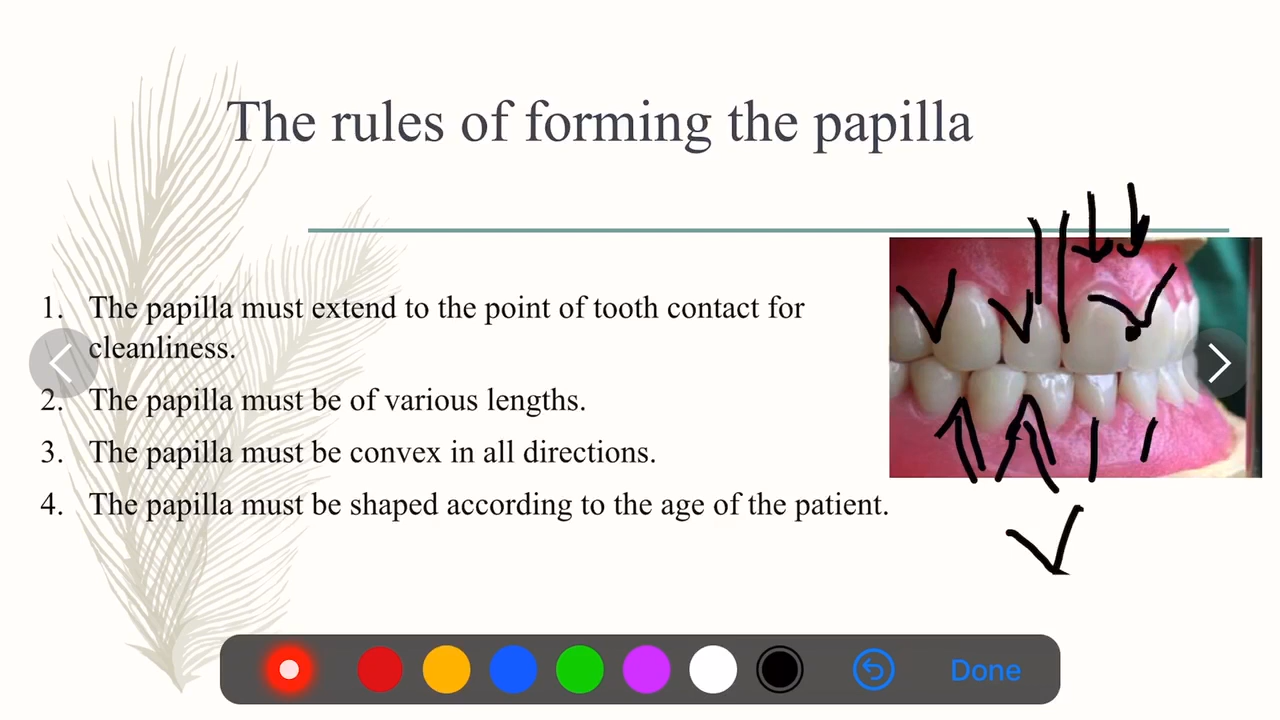 The rules of forming the papilla
1. The papilla must extend to the point of tooth contact for
cleanliness.
2. The papilla must be of various lengths.
3. The papilla must be convex in all directions.
4. The papilla must be shaped according to the age of the patient.
Done